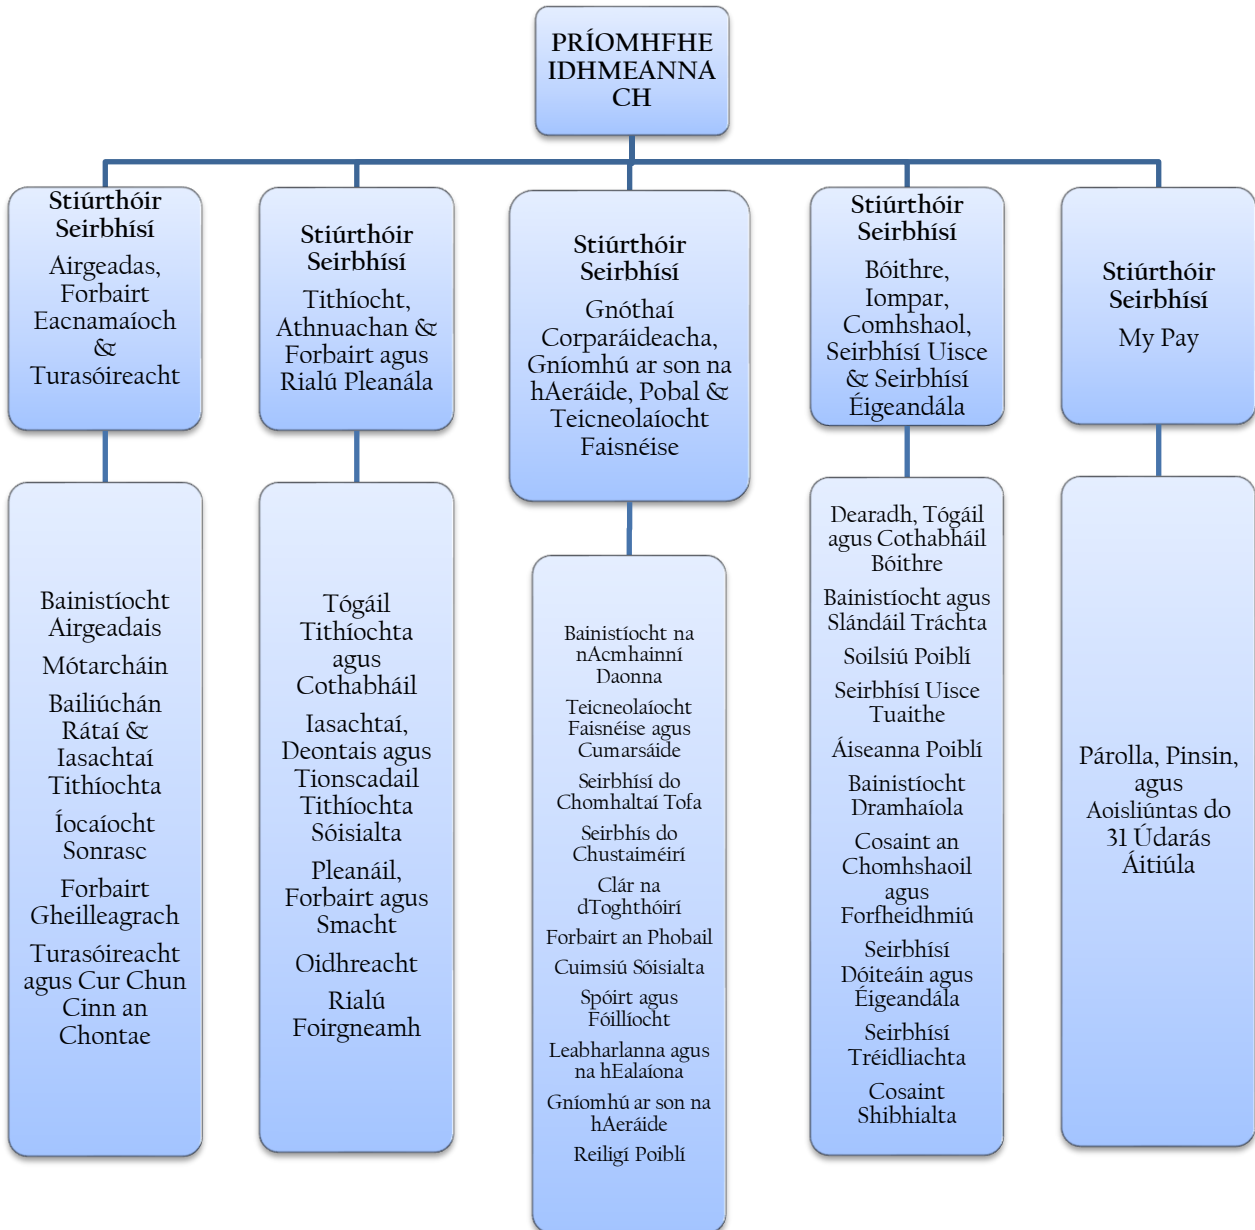 PRÍOMHFHE
IDHMEANNA
CH
Stiúrthóir
Seirbhísí
Airgeadas,
Forbairt
Eacnamaíoch
&
Turasóireacht
Stiúrthóir
Seirbhísí
Tithíocht,
Athnuachan &
Forbairt agus
Rialú Pleanála
Stiúrthóir
Seirbhísí
Gnóthaí
Corparáideacha,
Gníomhú ar son na
hAeráide, Pobal &
Teicneolaíocht
Faisnéise
Stiúrthóir
Seirbhísí
Bóithre,
Iompar,
Comhshaol,
Seirbhísí Uisce
& Seirbhísí
Éigeandála
Stiúrthóir
Seirbhísí
My Pay
Bainistíocht
Airgeadais
Mótarcháin
Bailiúchán
Rátaí &
Iasachtaí
Tithíochta
Íocaíocht
Sonrasc
Forbairt
Gheilleagrach
Turasóireacht
agus Cur Chun
Cinn an
Chontae
Tógáil
Tithíochta
agus
Cothabháil
Iasachtaí,
Deontais agus
Tionscadail
Tithíochta
Sóisialta
Pleanáil,
Forbairt agus
Smacht
Oidhreacht
Rialú
Foirgneamh
Bainistíocht na
nAcmhainní
Daonna
Teicneolaíocht
Faisnéise agus
Cumarsáide
Seirbhísí do
Chomhaltaí Tofa
Seirbhís do
Chustaiméirí
Clár na
dToghthóirí
Forbairt an Phobail
Cuimsiú Sóisialta
Spóirt agus
Fóillíocht
Leabharlanna agus
na hEalaíona
Gníomhú ar son na
hAeráide
Reiligí Poiblí
Dearadh, Tógáil
agus Cothabháil
Bóithre
Bainistíocht agus
Slándáil Tráchta
Soilsiú Poiblí
Seirbhísí Uisce
Tuaithe
Áiseanna Poiblí
Bainistíocht
Dramhaíola
Cosaint an
Chomhshaoil
agus
Forfheidhmiú
Seirbhísí
Dóiteáin agus
Éigeandála
Seirbhísí
Tréidliachta
Cosaint
Shibhialta
Párolla, Pinsin,
agus
Aoisliúntas do
31 Údarás
Áitiúla